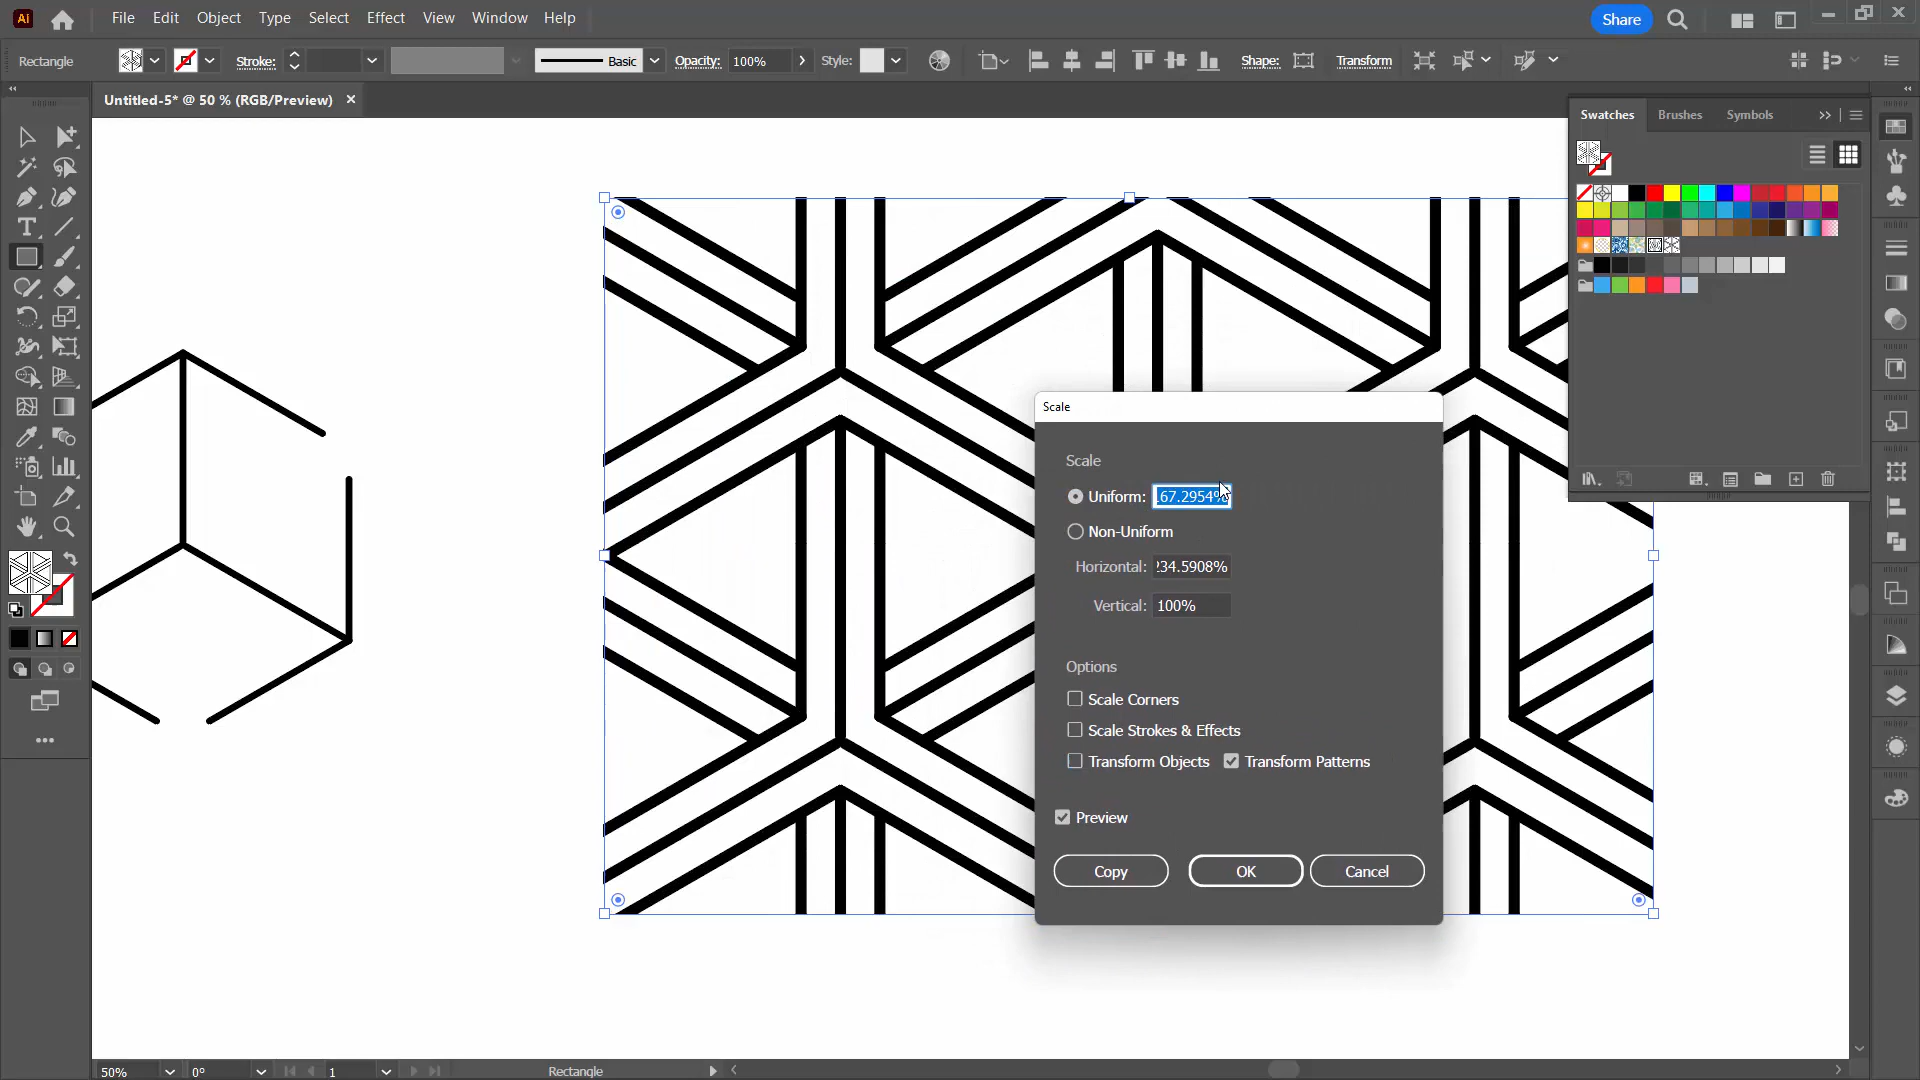 Ai File Edit Object Type Select Effect View Window Help Share
Rectangle Stroke: Basic Opacity: 100% Style: Shape: Transform
Untitled-5* @ 50 % (RGB/Preview)
Swatches Brushes Symbols
Scale
Scale
Uniform: 67.2954%
Non-Uniform
Horizontal: 234.5908%
Vertical: 100%
Options
Scale Corners
Scale Strokes & Effects
Transform Objects Transform Patterns
Preview
Copy OK Cancel
50% 0° 1 Rectangle